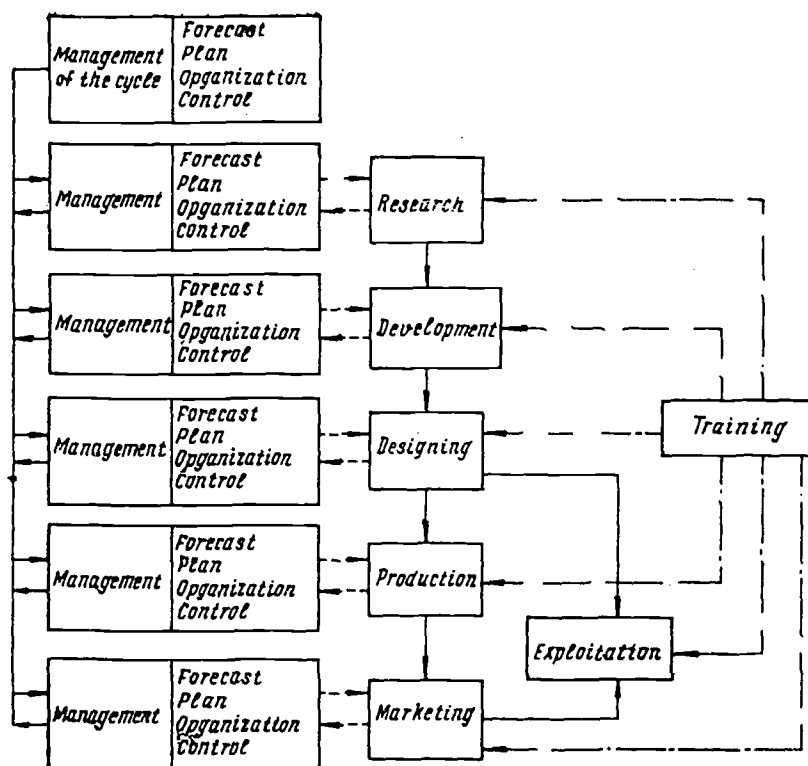 Management
of the cycle
Forecast
Plan
Opganization
Control
Management
Forecast
Plan
Opganization
Control
Research
Management
Forecast
Plan
Opganization
Control
Development
Management
Forecast
Plan
Opganization
Control
Designing
Training
Management
Forecast
Plan
Opganization
Control
Production
Exploitation
Management
Forecast
Plan
Opganization
Control
Marketing